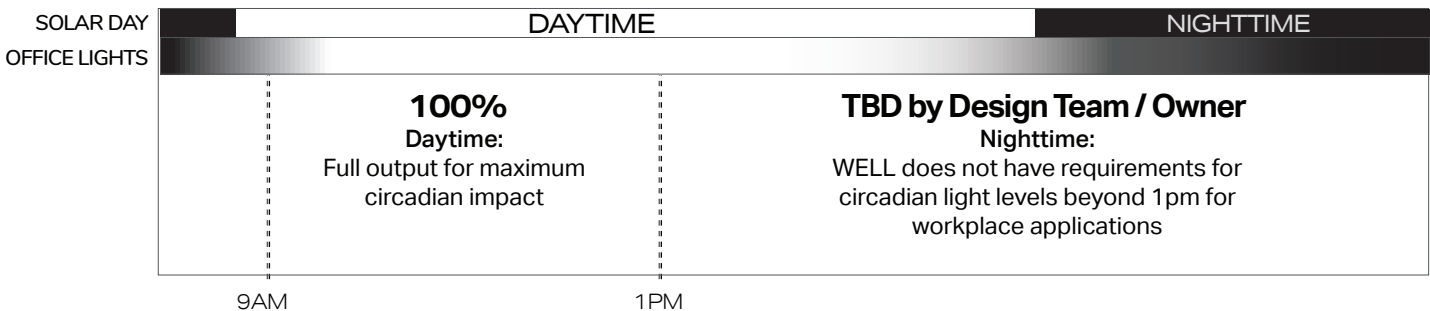 SOLAR DAY
DAYTIME
NIGHTTIME
OFFICE LIGHTS
100%
Daytime:
Full output for maximum
circadian impact
TBD by Design Team / Owner
Nighttime:
WELL does not have requirements for
circadian light levels beyond 1pm for
workplace applications
9AM
1PM